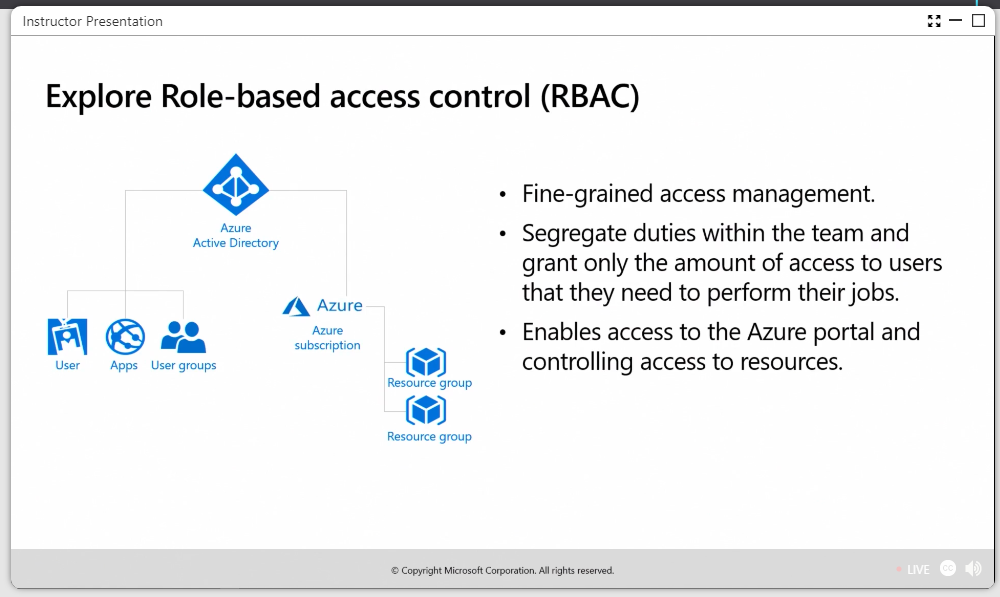 Instructor Presentation
Explore Role-based access control (RBAC)
Azure
Active Directory
User
Apps
User groups
Azure
Azure
subscription
Resource group
Resource group
• Fine-grained access management.
• Segregate duties within the team and
grant only the amount of access to users
that they need to perform their jobs.
• Enables access to the Azure portal and
controlling access to resources.
© Copyright Microsoft Corporation. All rights reserved.
LIVE
CC